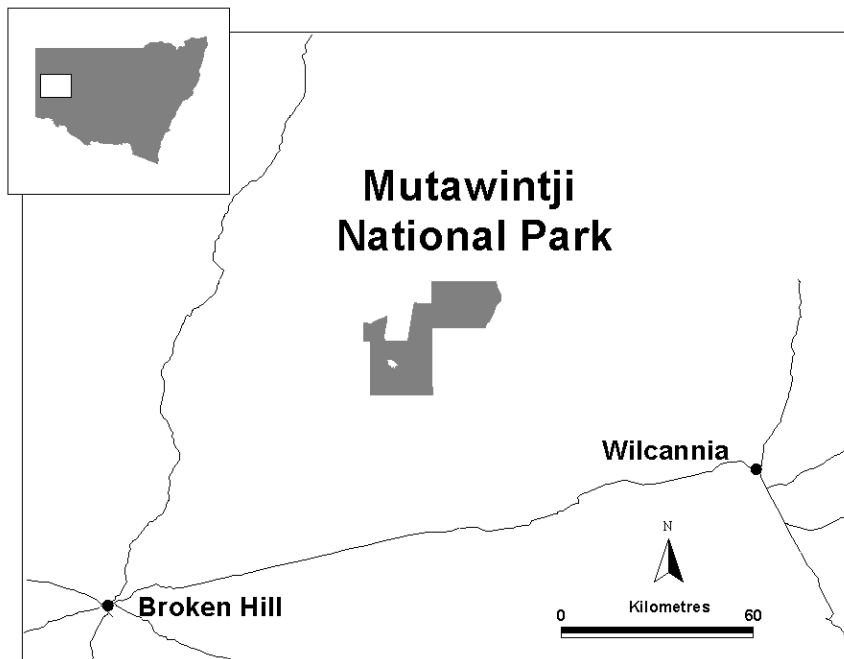 Mutawintji
National Park
Wilcannia
N
Broken Hill
Kilometres
0 60